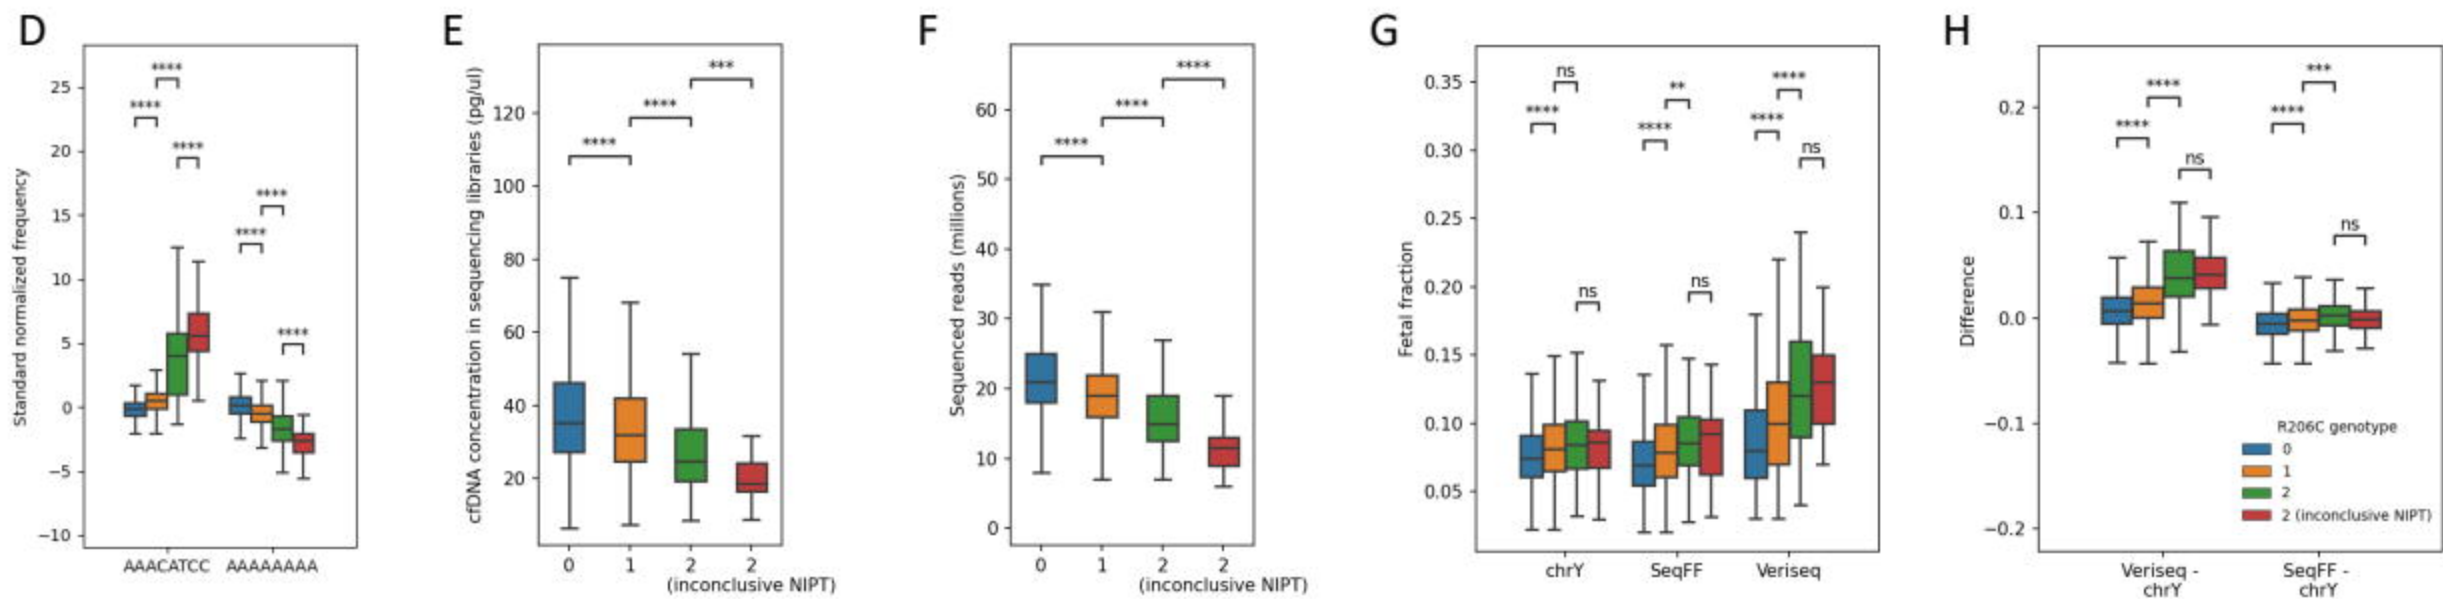 D
****
****
****
****
****
****
Standard normalized frequency
25
20
15
10
5
0
−5
−10
AAACATCC AAAAAAAA
E
***
****
****
cfDNA concentration in sequencing libraries (pg/ul)
120
100
80
60
40
20
0 1 2 2
(inconclusive NIPT)
F
****
****
****
Sequenced reads (millions)
60
50
40
30
20
10
0
0 1 2 2
(inconclusive NIPT)
G
ns
****
ns
**
****
ns
****
****
ns
Fetal fraction
0.35
0.30
0.25
0.20
0.15
0.10
0.05
chrY SeqFF Veriseq
H
****
****
ns
***
****
ns
Difference
0.2
0.1
0.0
−0.1
−0.2
R206C genotype
0
1
2
2 (inconclusive NIPT)
Veriseq -
chrY
SeqFF -
chrY